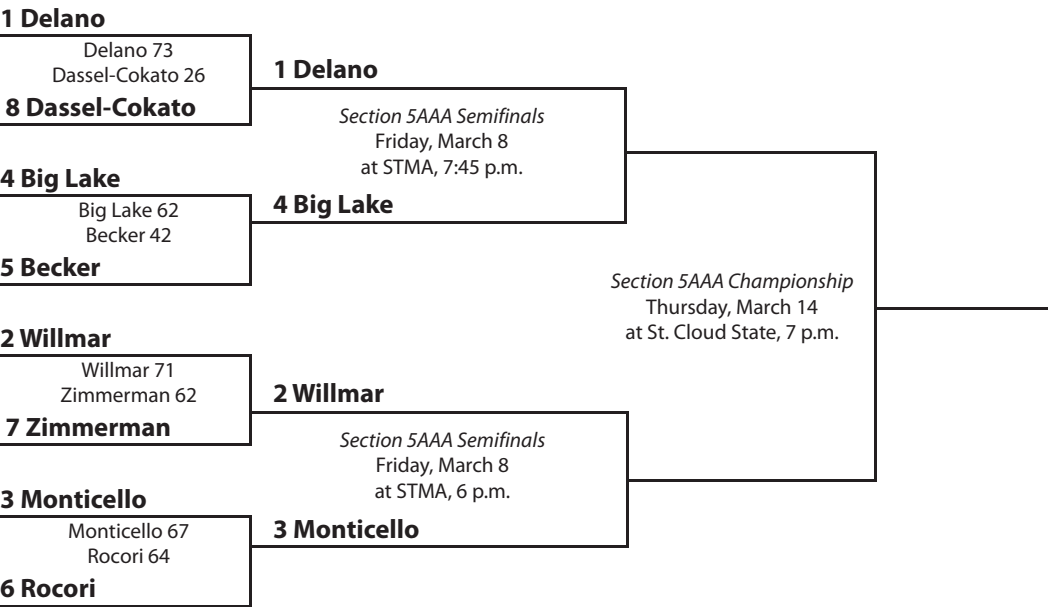 1 Delano
Delano 73
Dassel-Cokato 26
8 Dassel-Cokato
4 Big Lake
Big Lake 62
Becker 42
5 Becker
2 Willmar
Willmar 71
Zimmerman 62
7 Zimmerman
3 Monticello
Monticello 67
Rocori 64
6 Rocori
1 Delano
Section 5AAA Semifinals
Friday, March 8
at STMA, 7:45 p.m.
4 Big Lake
2 Willmar
Section 5AAA Semifinals
Friday, March 8
at STMA, 6 p.m.
3 Monticello
Section 5AAA Championship
Thursday, March 14
at St. Cloud State, 7 p.m.